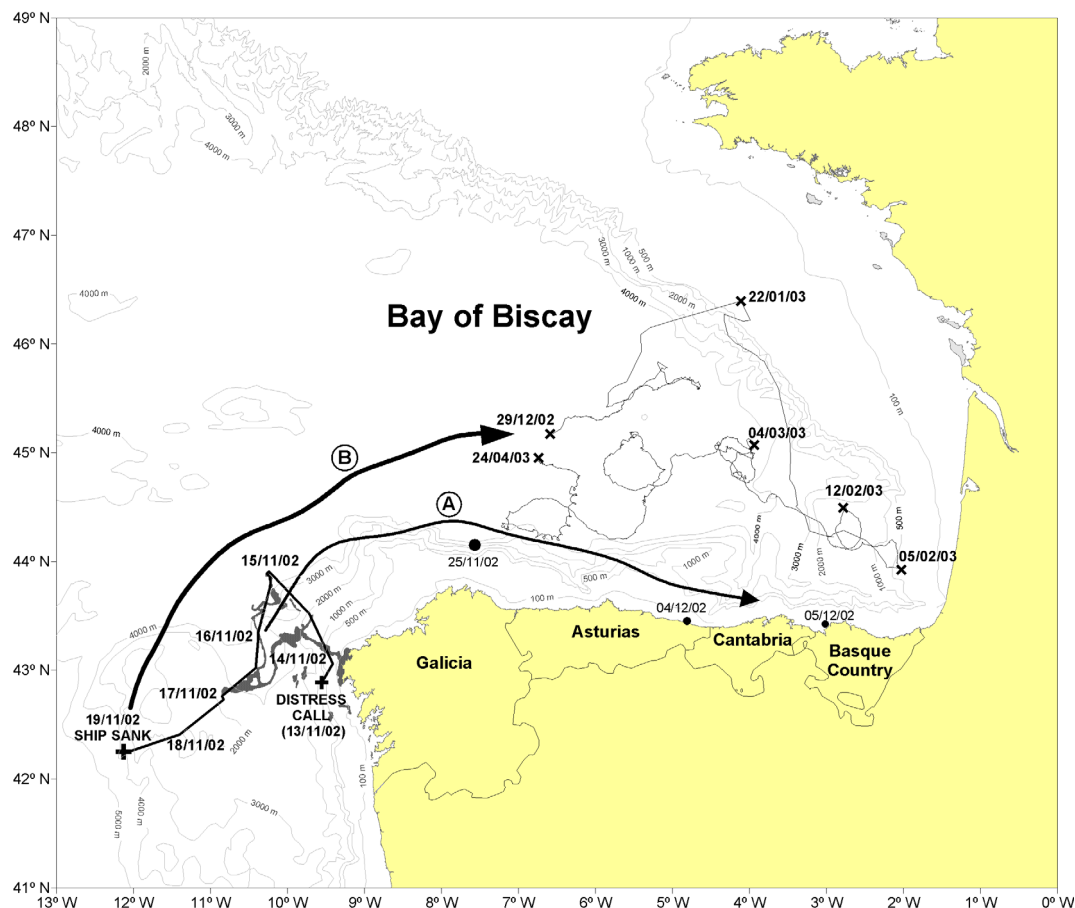 49º N
2000 m
48º N
3000 m
4000 m
47º N
500 m
1000 m
3000 m
4000 m
4000 m
2000 m
4000 m
22/01/03
Bay of Biscay
46º N
100 m
29/12/02
04/03/03
4000 m
B
45º N
24/04/03
12/02/03
A
500 m
4000 m
44º N
15/11/02
25/11/02
1000 m
3000 m
2000 m
1000 m
05/02/03
3000 m
500 m
2000 m
1000 m
500 m
100 m
04/12/02
05/12/02
4000 m
16/11/02
Asturias
Cantabria
Basque
Country
14/11/02
Galicia
43º N
17/11/02
DISTRESS
CALL
(13/11/02)
19/11/02
SHIP SANK
18/11/02
2000 m
42º N
100 m
5000 m
4000 m
3000 m
41º N
13º W
12º W
11º W
10º W
9º W
8º W
7º W
6º W
5º W
4º W
3º W
2º W
1º W
0º W